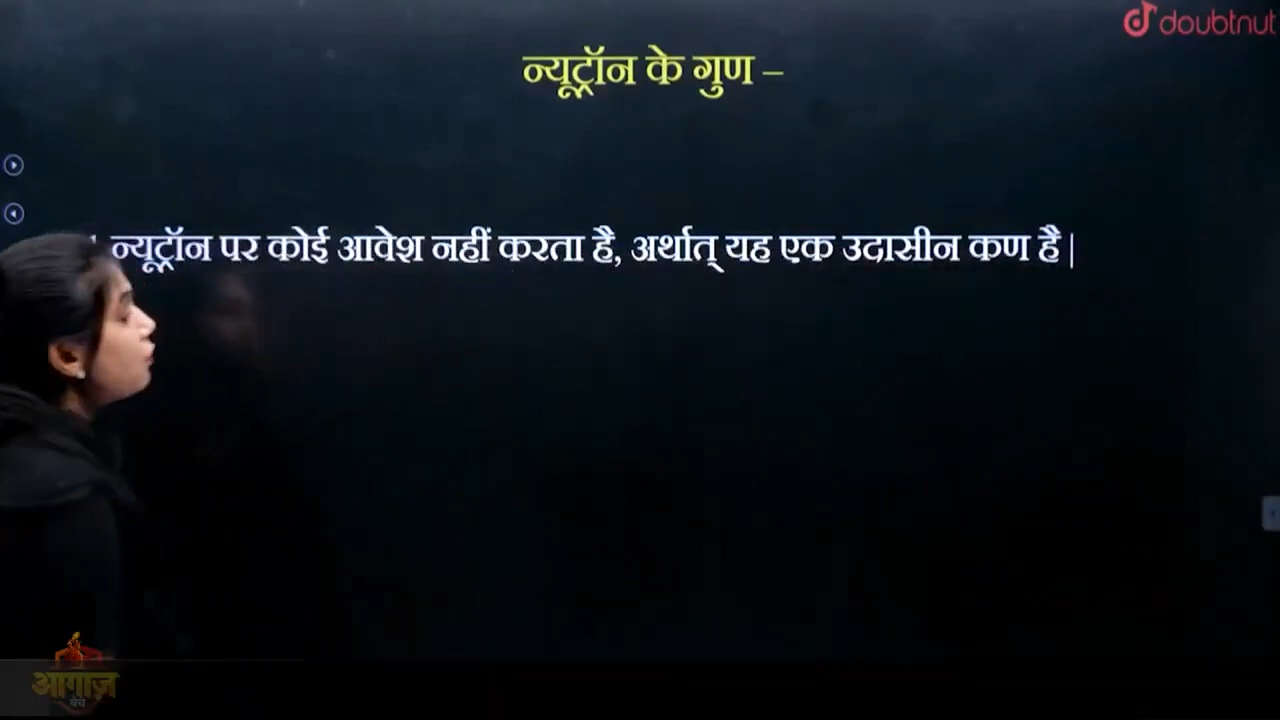 doubtnut
न्यूट्रॉन के गुण –
न्यूट्रॉन पर कोई आवेश नहीं करता है, अर्थात् यह एक उदासीन कण है |
आगाज़
बैच